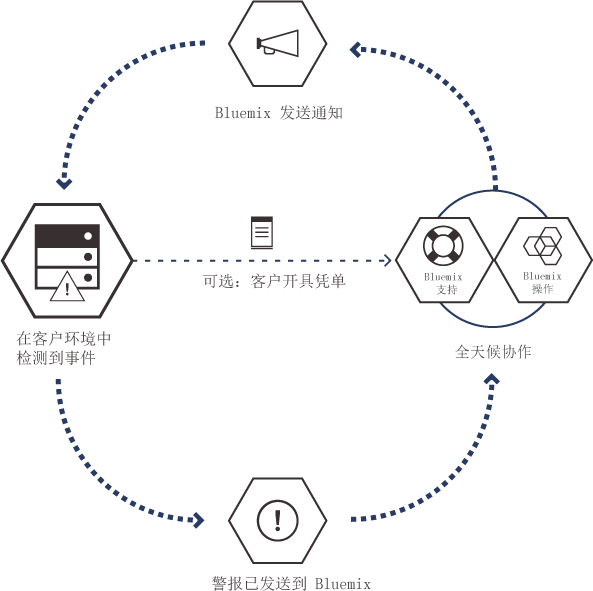 Bluemix 发送通知
可选：客户开具凭单
Bluemix
支持
Bluemix
操作
在客户环境中
检测到事件
全天候协作
警报已发送到 Bluemix